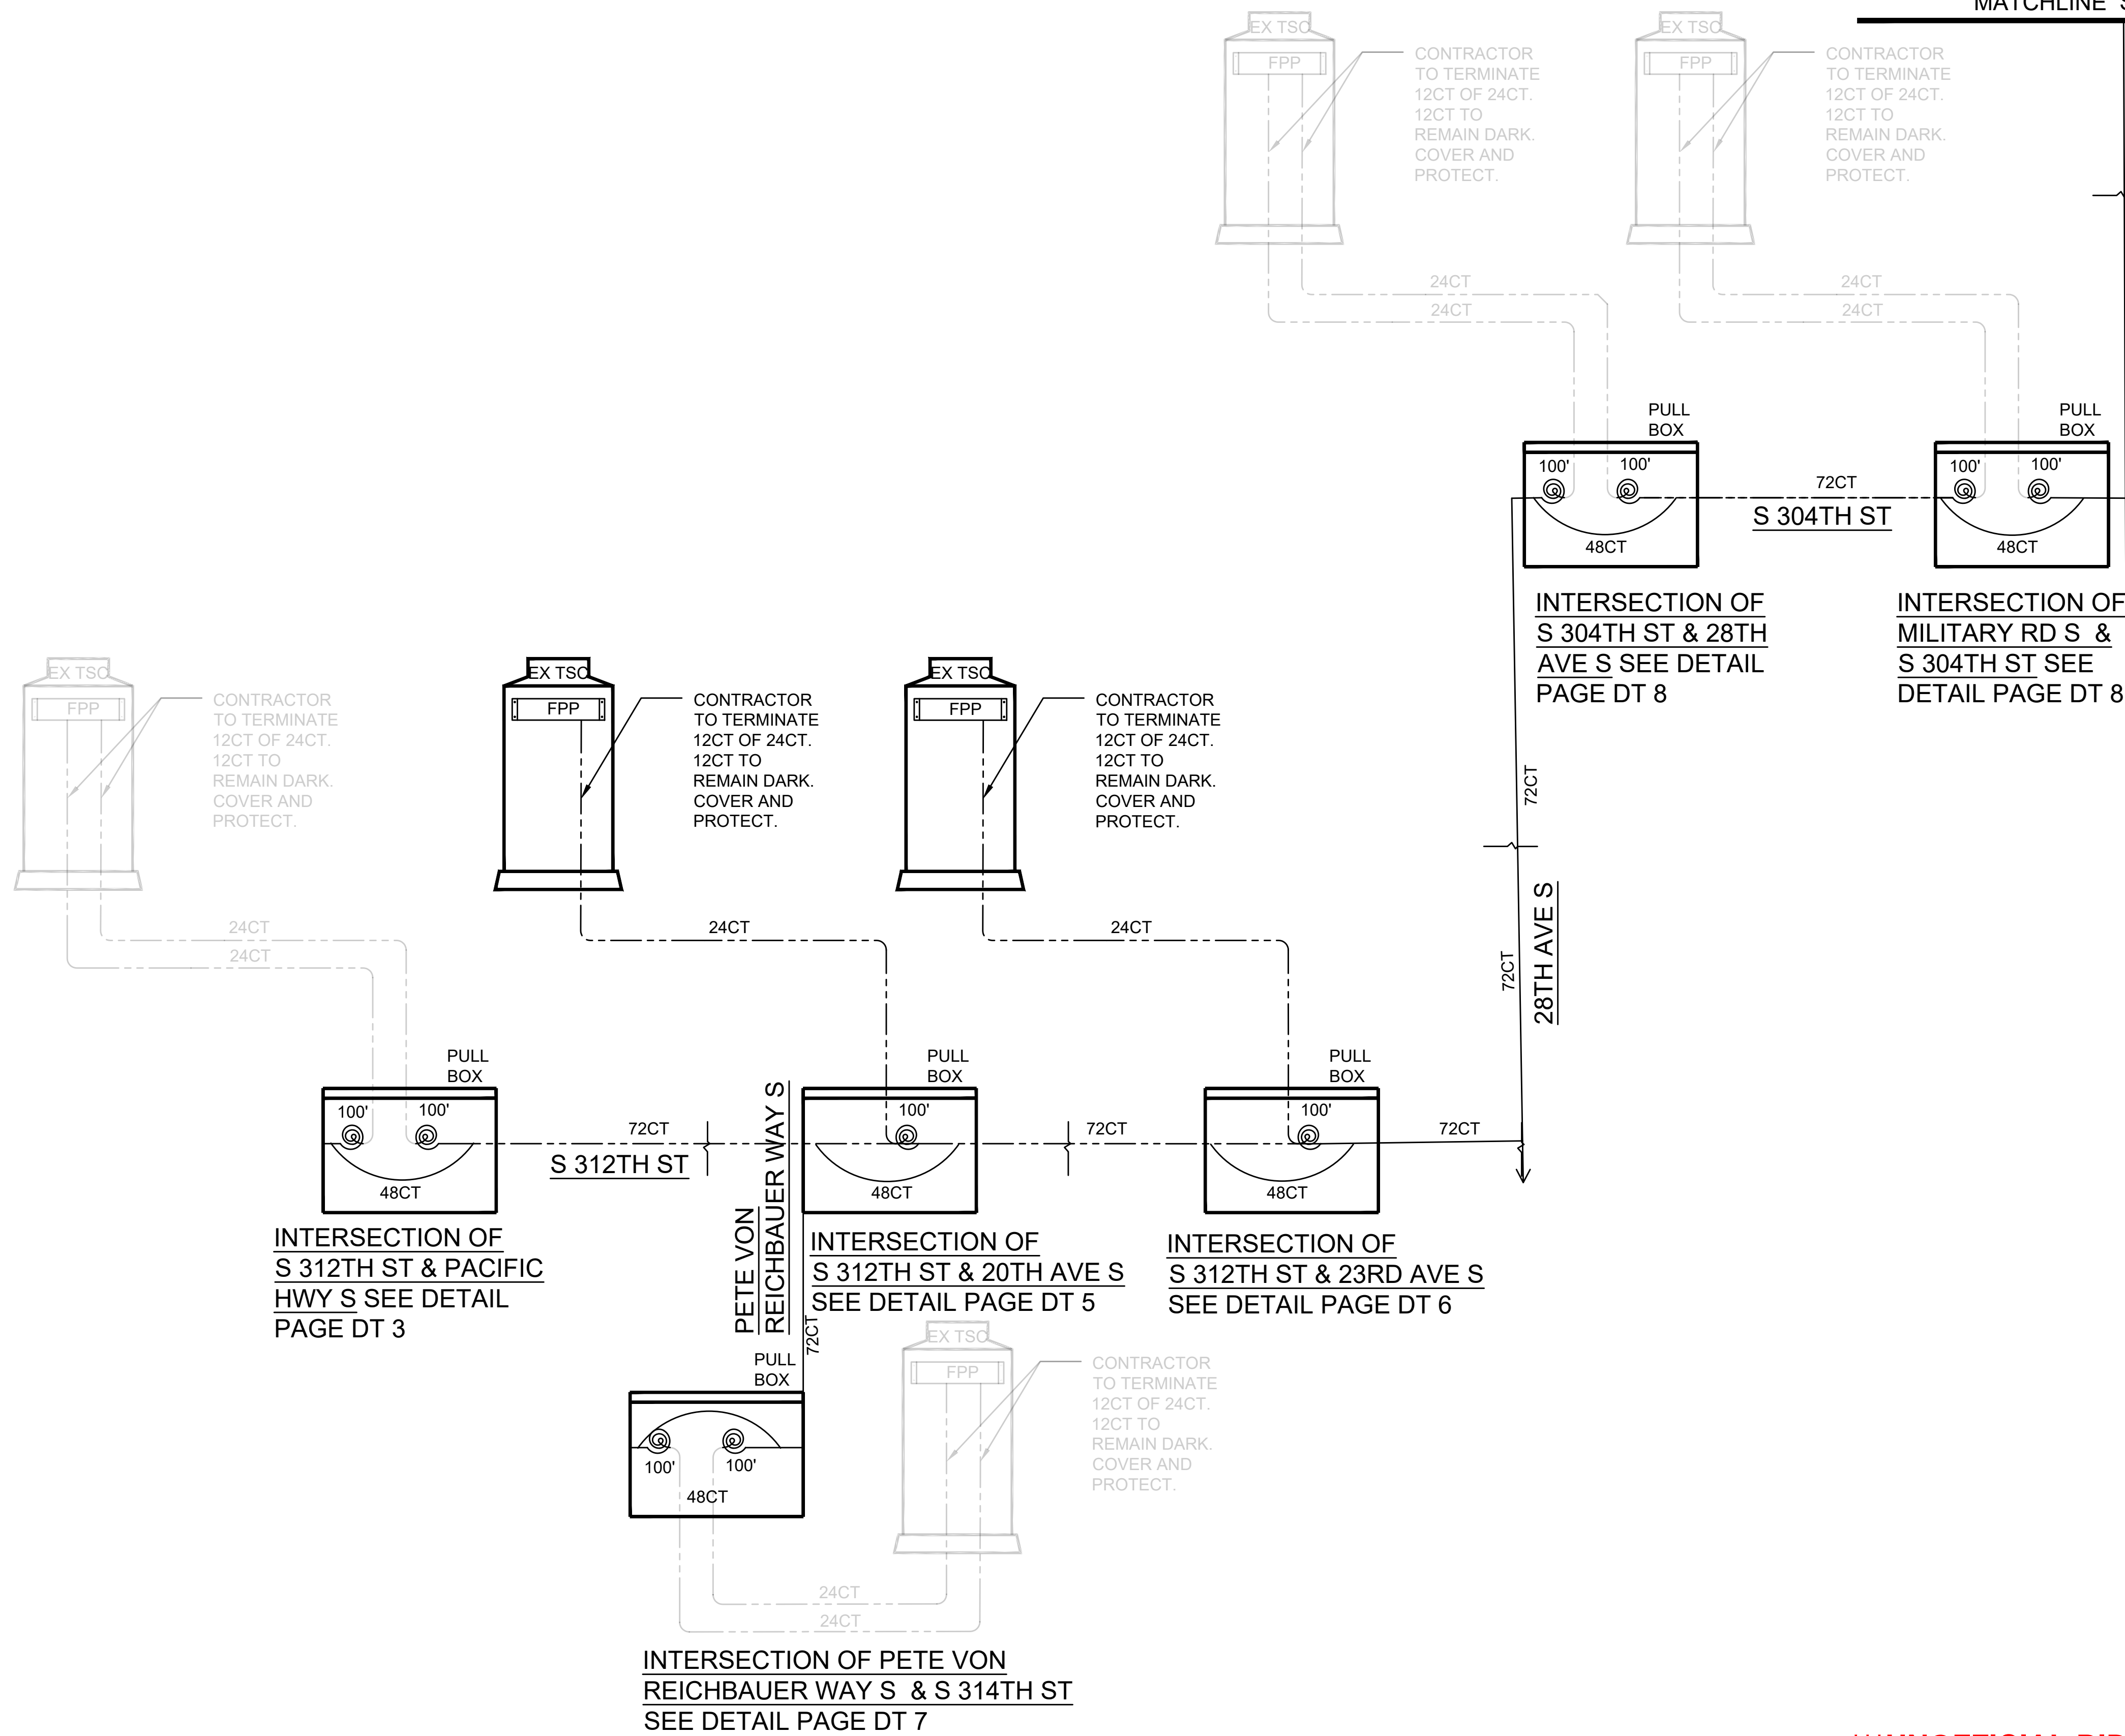 MATCHLINE
EX TSC
FPP
CONTRACTOR
TO TERMINATE
12CT OF 24CT.
12CT TO
REMAIN DARK.
COVER AND
PROTECT.
24CT
24CT
EX TSC
FPP
CONTRACTOR
TO TERMINATE
12CT OF 24CT.
12CT TO
REMAIN DARK.
COVER AND
PROTECT.
24CT
24CT
PULL
BOX
100'
100'
48CT
72CT
S 304TH ST
PULL
BOX
100'
100'
48CT
INTERSECTION OF
S 304TH ST & 28TH
AVE S SEE DETAIL
PAGE DT 8
INTERSECTION OF
MILITARY RD S &
S 304TH ST SEE
DETAIL PAGE DT 8
EX TSC
FPP
CONTRACTOR
TO TERMINATE
12CT OF 24CT.
12CT TO
REMAIN DARK.
COVER AND
PROTECT.
24CT
24CT
EX TSC
FPP
CONTRACTOR
TO TERMINATE
12CT OF 24CT.
12CT TO
REMAIN DARK.
COVER AND
PROTECT.
24CT
EX TSC
FPP
CONTRACTOR
TO TERMINATE
12CT OF 24CT.
12CT TO
REMAIN DARK.
COVER AND
PROTECT.
24CT
72CT
72CT
28TH AVE S
PULL
BOX
100'
100'
48CT
72CT
S 312TH ST
PETE VON
REICHBAUER WAY S
PULL
BOX
100'
48CT
72CT
PULL
BOX
100'
48CT
72CT
INTERSECTION OF
S 312TH ST & PACIFIC
HWY S SEE DETAIL
PAGE DT 3
INTERSECTION OF
S 312TH ST & 20TH AVE S
SEE DETAIL PAGE DT 5
INTERSECTION OF
S 312TH ST & 23RD AVE S
SEE DETAIL PAGE DT 6
72CT
PULL
BOX
100'
100'
48CT
EX TSC
FPP
CONTRACTOR
TO TERMINATE
12CT OF 24CT.
12CT TO
REMAIN DARK.
COVER AND
PROTECT.
24CT
24CT
INTERSECTION OF PETE VON
REICHBAUER WAY S & S 314TH ST
SEE DETAIL PAGE DT 7